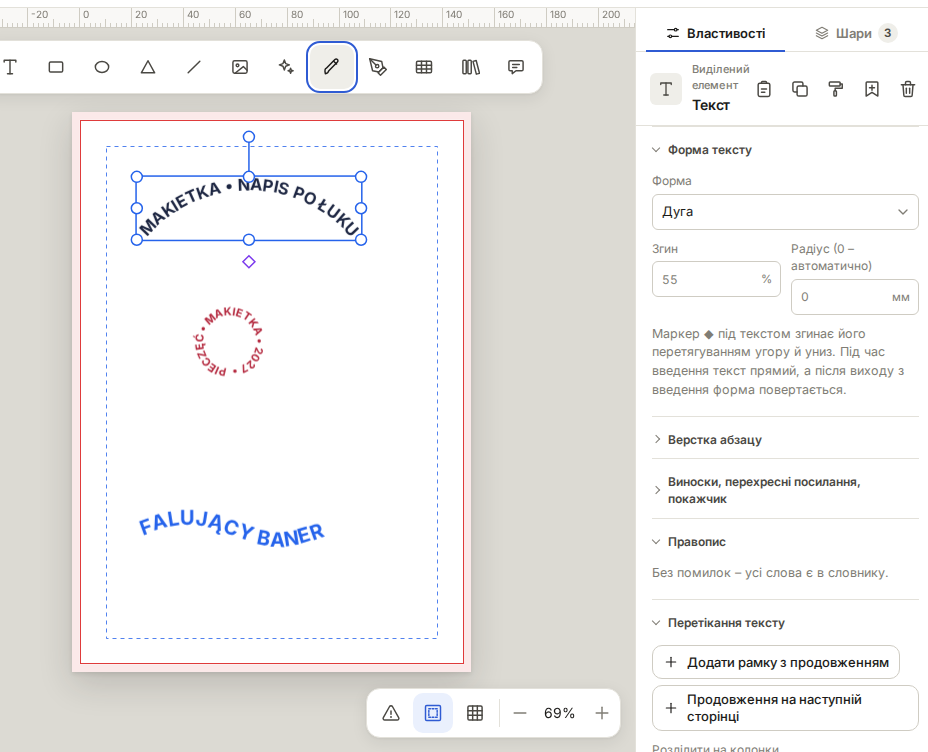 -20 0 20 40 60 80 100 120 140 160 180 200
Властивості
Шари 3
Виділений елемент
Текст
Форма тексту
Форма
Дуга
Згин
Радіус (0 – автоматично)
55 %
0 мм
Маркер ◆ під текстом згинає його
перетягуванням угору й униз. Під час
введення текст прямий, а після виходу з
введення форма повертається.
Верстка абзацу
Виноски, перехресні посилання,
покажчик
Правопис
Без помилок – усі слова є в словнику.
Перетікання тексту
Додати рамку з продовженням
Продовження на наступній
сторінці
Розділити на колонки
MAKIETKA • NAPIS PO ŁUKU
MAKIETKA • 2027 • PIECZĘĆ •
FALUJĄCY BANER
69%